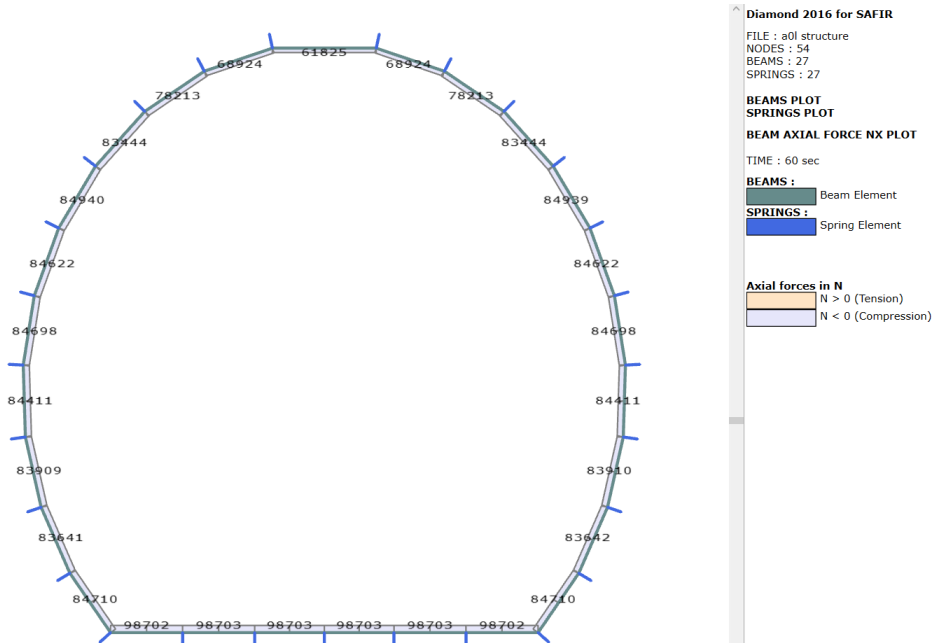 Diamond 2016 for SAFIR
FILE : a0l structure
NODES : 54
BEAMS : 27
SPRINGS : 27
BEAMS PLOT
SPRINGS PLOT
BEAM AXIAL FORCE NX PLOT
TIME : 60 sec
BEAMS :
Beam Element
SPRINGS :
Spring Element
Axial forces in N
N > 0 (Tension)
N < 0 (Compression)
61825
68924 68924
78213 78213
83444 83444
84940 84939
84622 84622
84698 84698
84411 84411
83909 83910
83641 83642
84710 84710
98702 98703 98703 98703 98703 98702